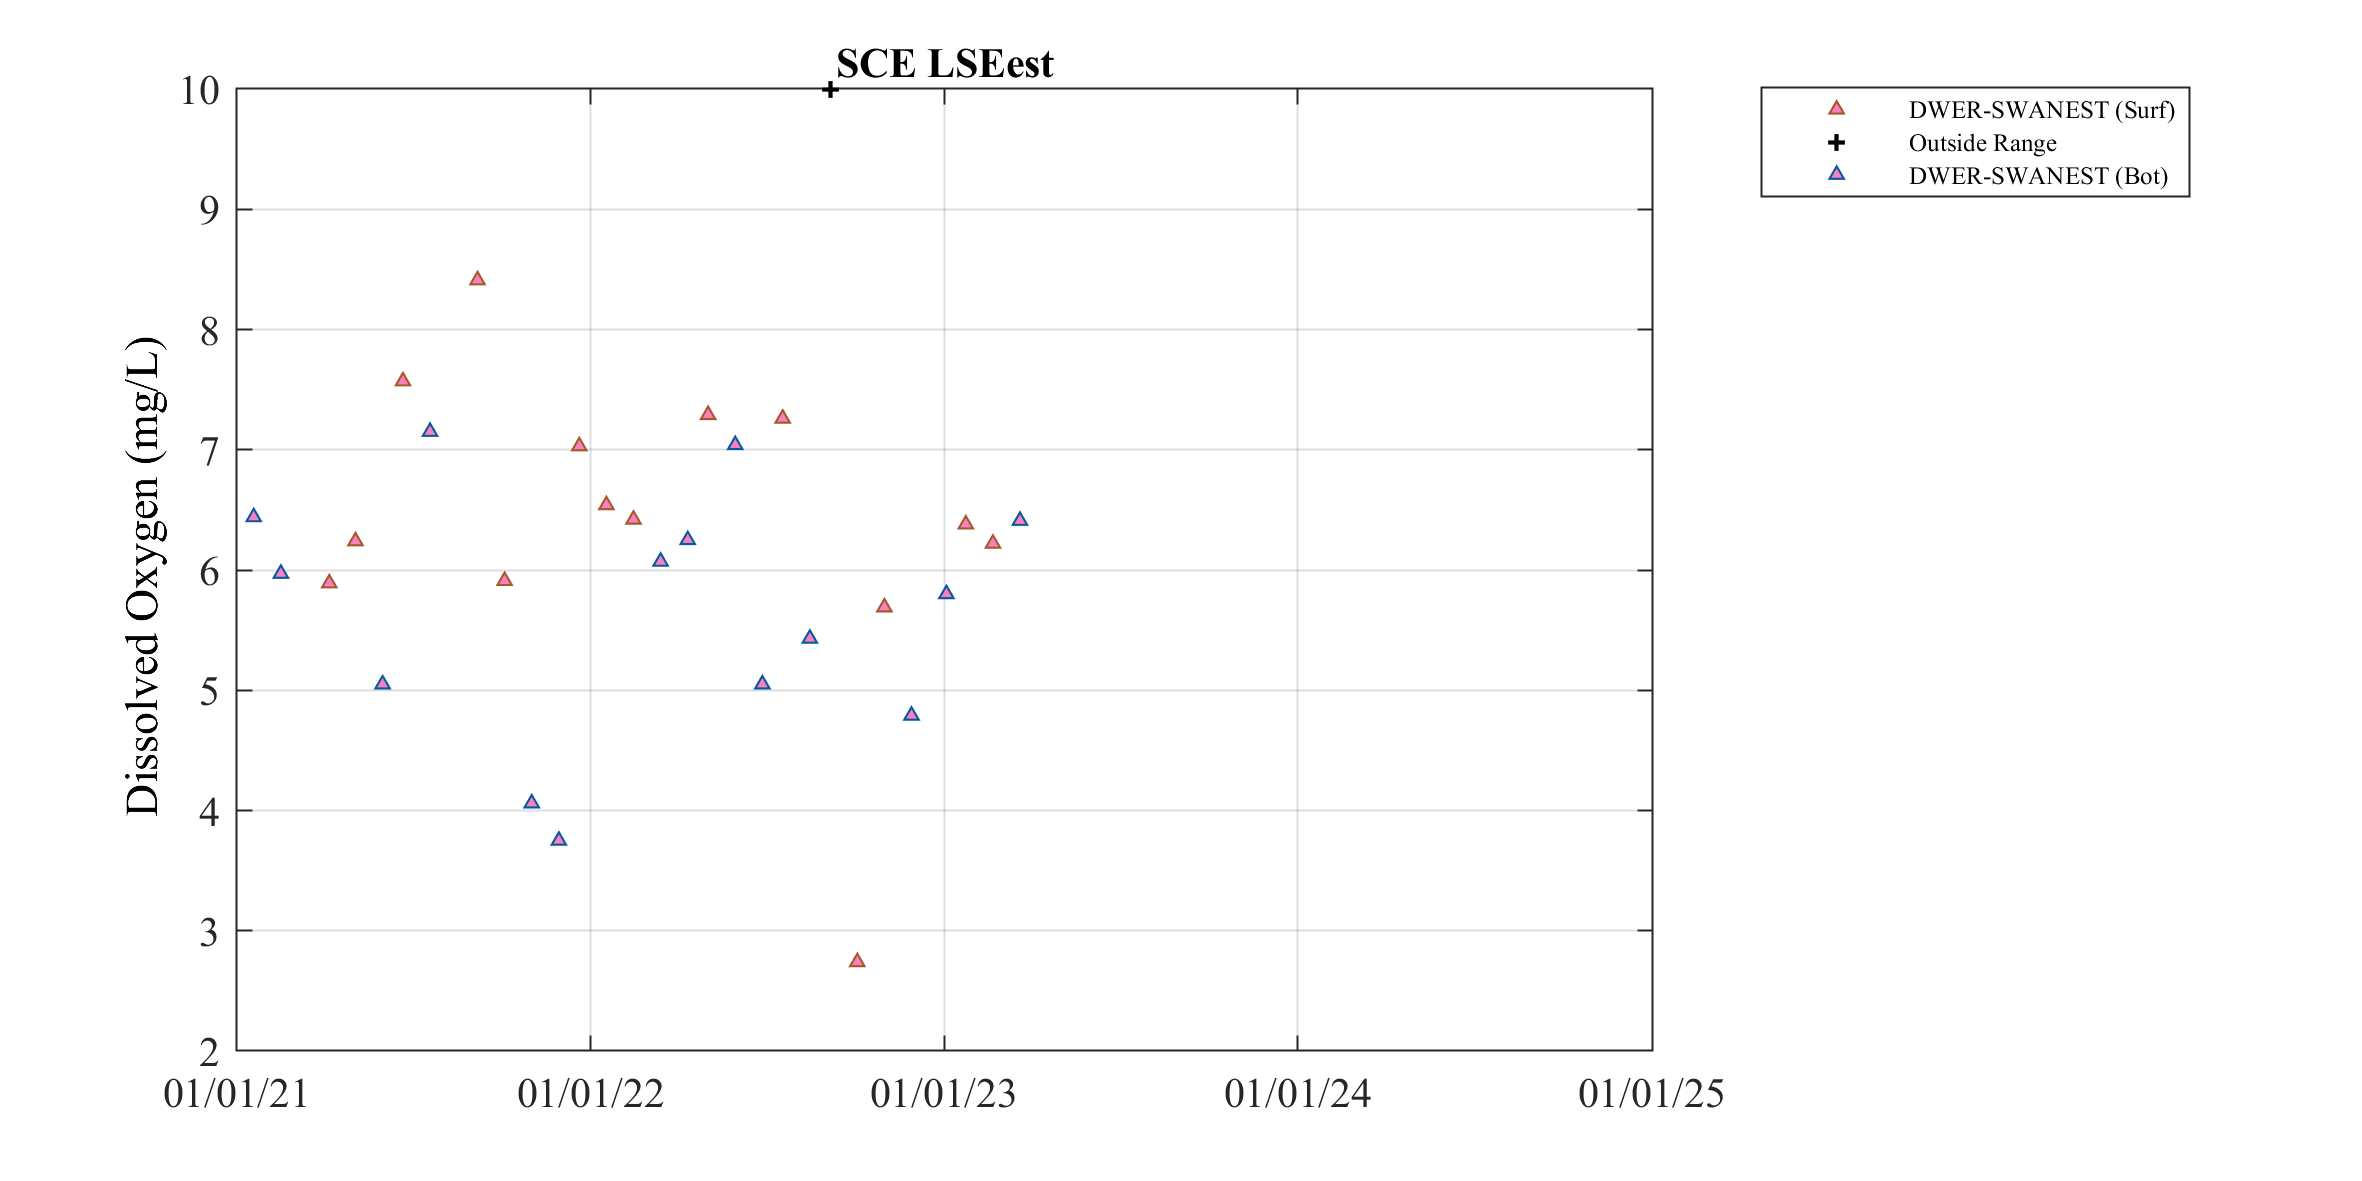 SCE LSEest
10
9
8
7
6
5
4
3
2
Dissolved Oxygen (mg/L)
01/01/21 01/01/22 01/01/23 01/01/24 01/01/25
DWER-SWANEST (Surf)
Outside Range
DWER-SWANEST (Bot)